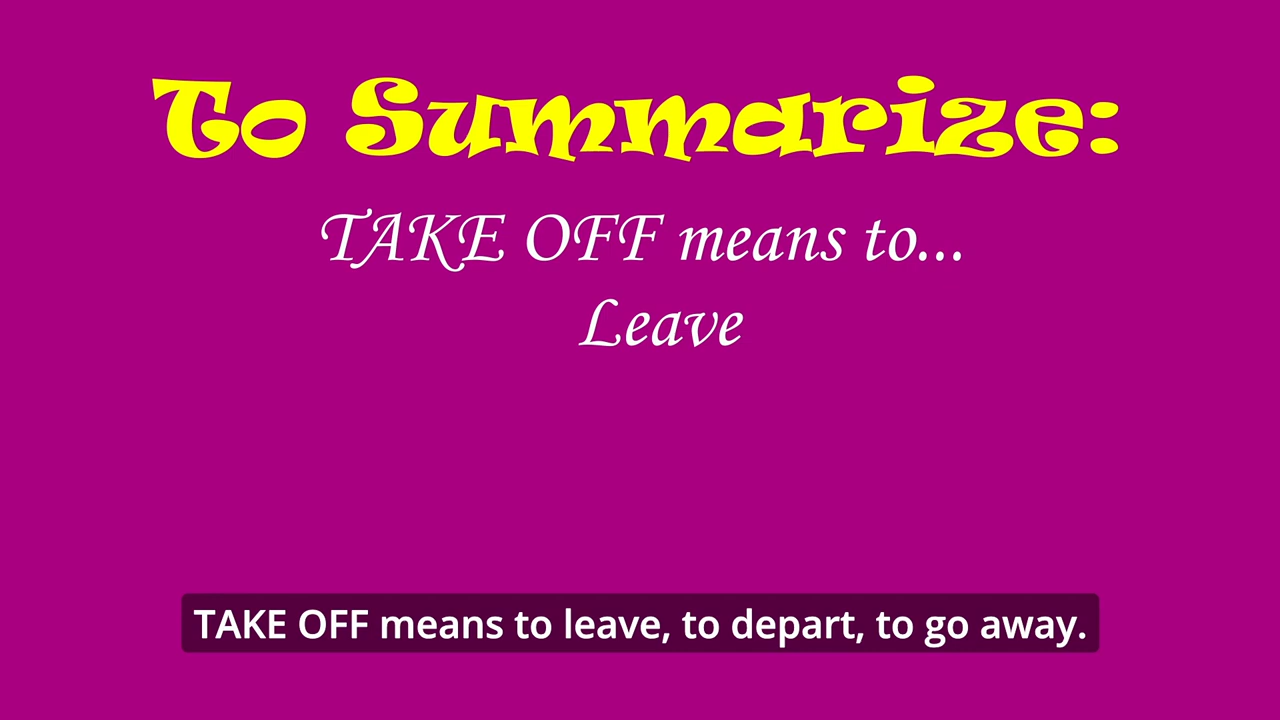 To Summarize:
TAKE OFF means to...
Leave
TAKE OFF means to leave, to depart, to go away.